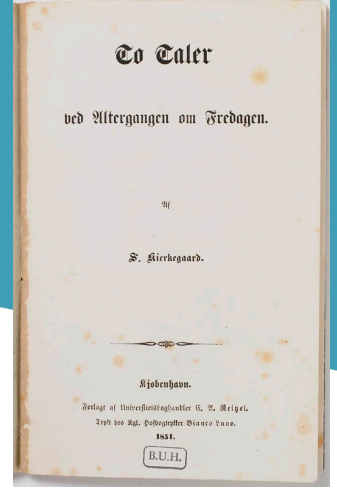 To Taler
ved Altergangen om Fredagen.
Af
S. Kierkegaard.
Kjøbenhavn.
Forlagt af Universitetsboghandler C. A. Reitzel.
Trykt hos Kgl. Hofbogtrykker Bianco Luno.
1851.
B.U.H.